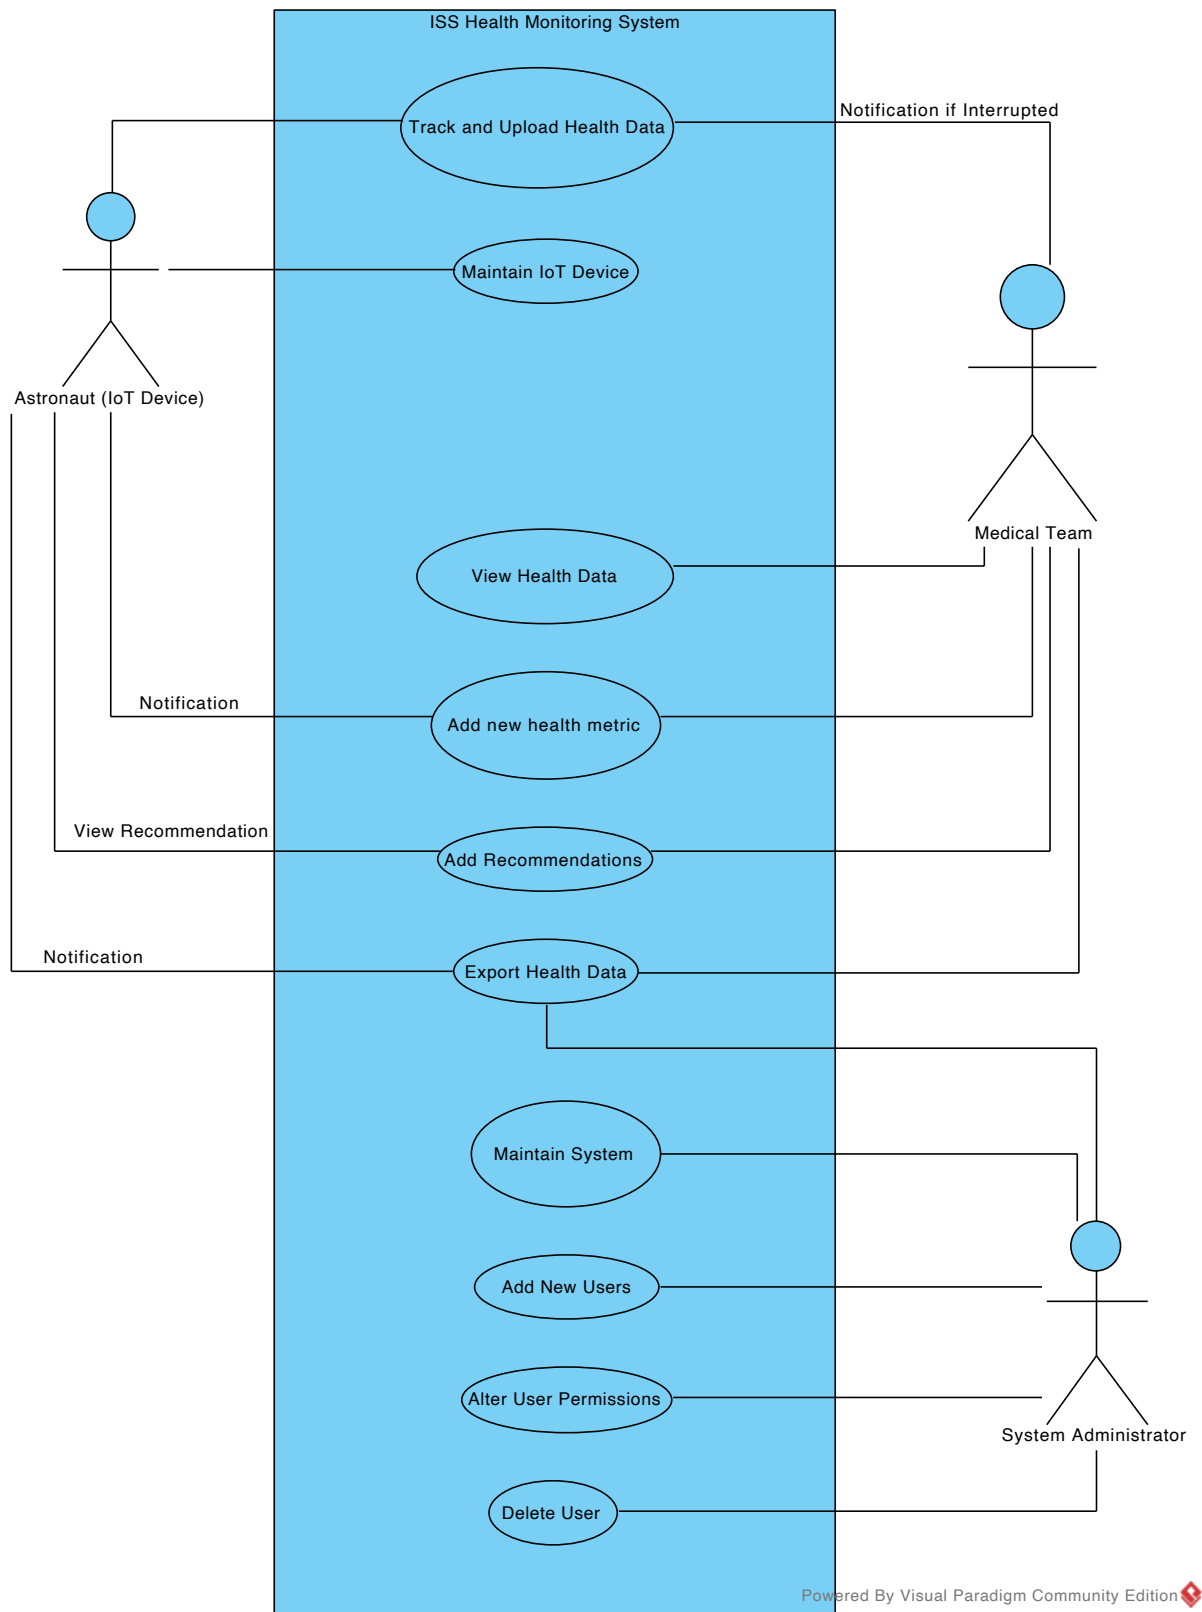 ISS Health Monitoring System
Notification if Interrupted
Track and Upload Health Data
Maintain IoT Device
Astronaut (IoT Device)
Medical Team
View Health Data
Notification
Add new health metric
View Recommendation
Add Recommendations
Notification
Export Health Data
Maintain System
Add New Users
Alter User Permissions
System Administrator
Delete User
Powered By Visual Paradigm Community Edition